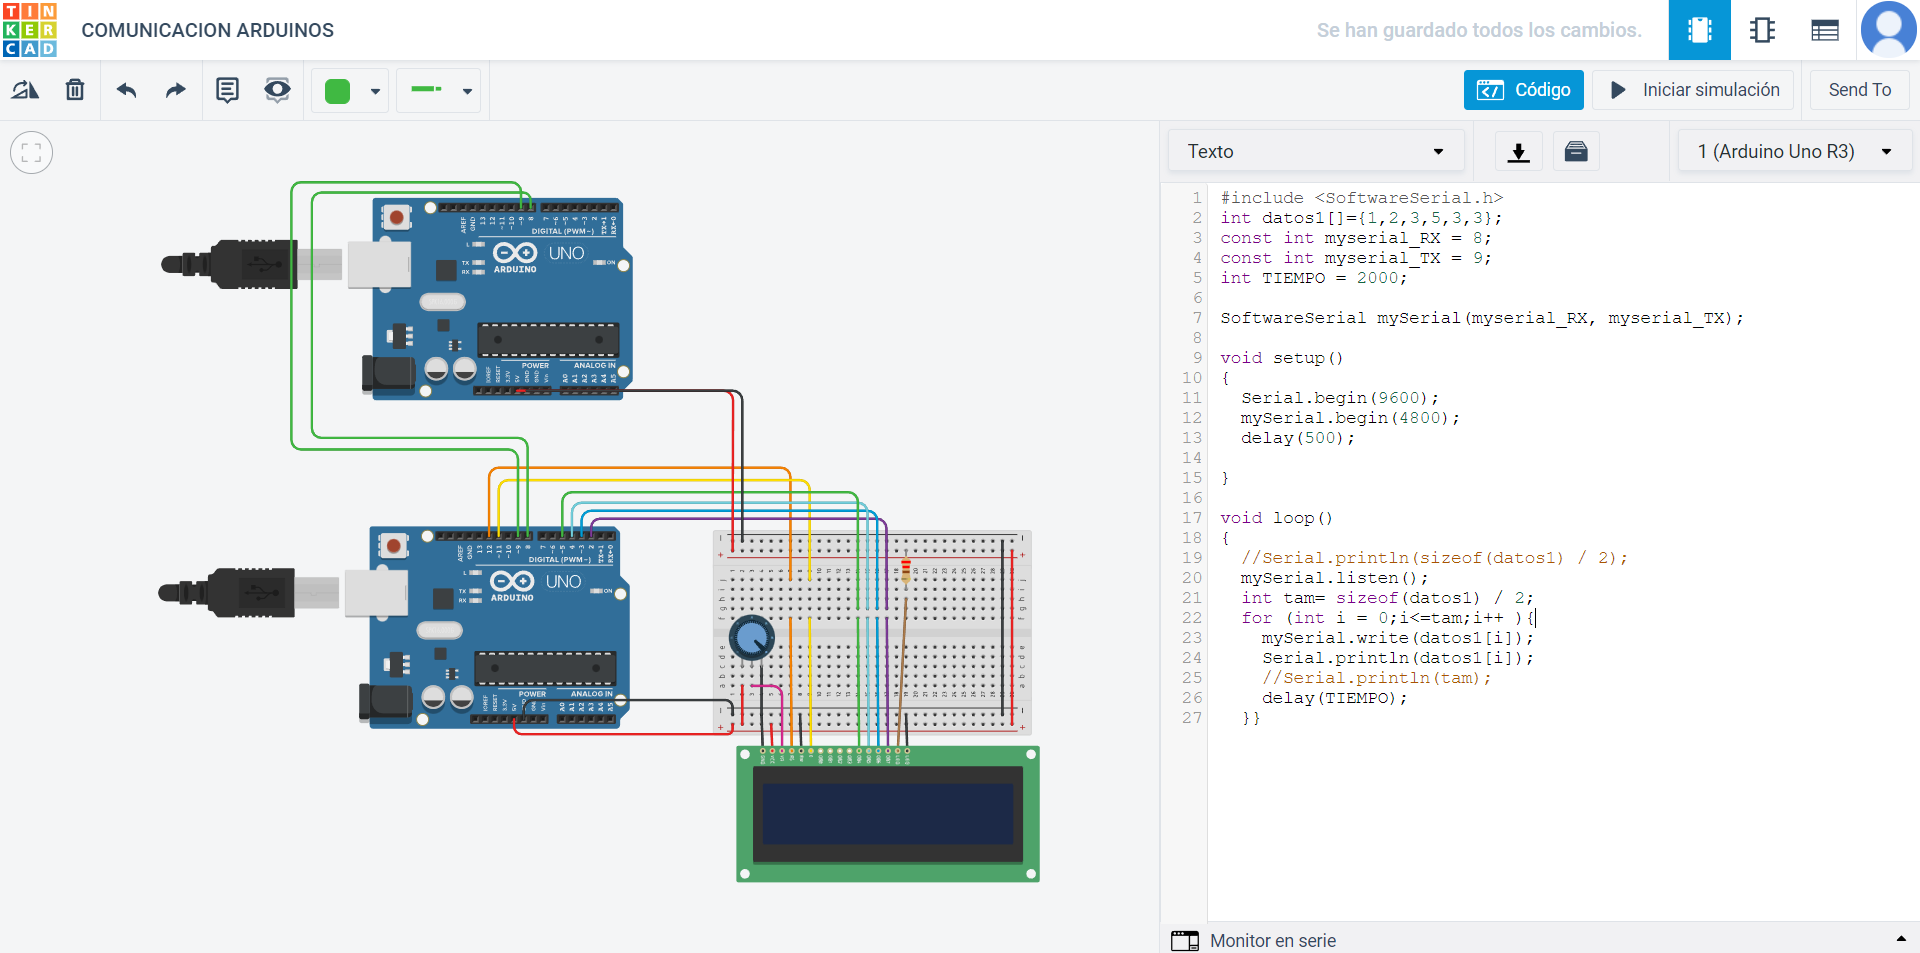 TINKERCAD
COMUNICACION ARDUINOS
Se han guardado todos los cambios.
Código
Iniciar simulación
Send To
Texto
1 (Arduino Uno R3)
1 #include <SoftwareSerial.h>
2 int datos1[]={1,2,3,5,3,3};
3 const int myserial_RX = 8;
4 const int myserial_TX = 9;
5 int TIEMPO = 2000;
6
7 SoftwareSerial mySerial(myserial_RX, myserial_TX);
8
9 void setup()
10 {
11 Serial.begin(9600);
12 mySerial.begin(4800);
13 delay(500);
14
15 }
16
17 void loop()
18 {
19 //Serial.println(sizeof(datos1) / 2);
20 mySerial.listen();
21 int tam= sizeof(datos1) / 2;
22 for (int i = 0;i<=tam;i++ ){
23 mySerial.write(datos1[i]);
24 Serial.println(datos1[i]);
25 //Serial.println(tam);
26 delay(TIEMPO);
27 }}
Monitor en serie
DIGITAL (PWM~)
UNO
ARDUINO
POWER
ANALOG IN
DIGITAL (PWM~)
UNO
ARDUINO
POWER
ANALOG IN